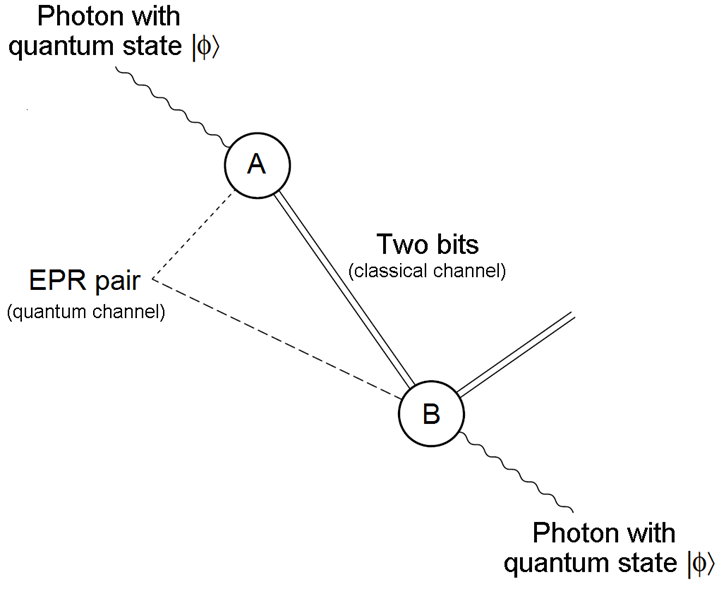 Photon with
quantum state |ϕ⟩
A
Two bits
(classical channel)
EPR pair
(quantum channel)
B
Photon with
quantum state |ϕ⟩